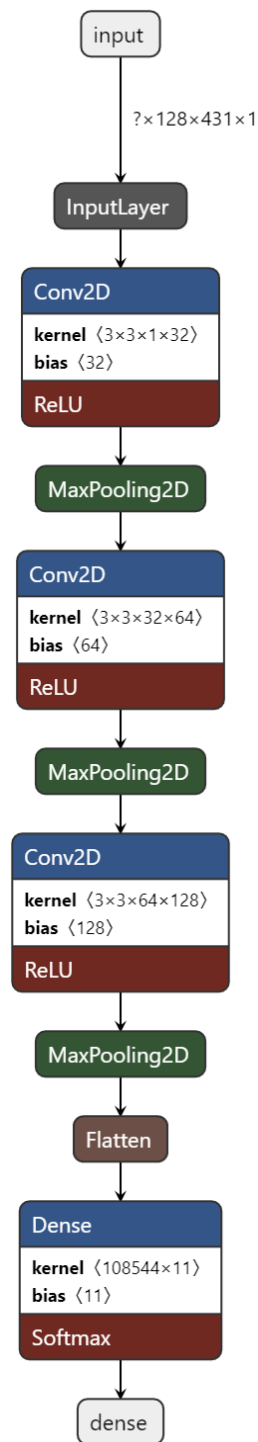 input
?×128×431×1
InputLayer
Conv2D
kernel ⟨3×3×1×32⟩
bias ⟨32⟩
ReLU
MaxPooling2D
Conv2D
kernel ⟨3×3×32×64⟩
bias ⟨64⟩
ReLU
MaxPooling2D
Conv2D
kernel ⟨3×3×64×128⟩
bias ⟨128⟩
ReLU
MaxPooling2D
Flatten
Dense
kernel ⟨108544×11⟩
bias ⟨11⟩
Softmax
dense